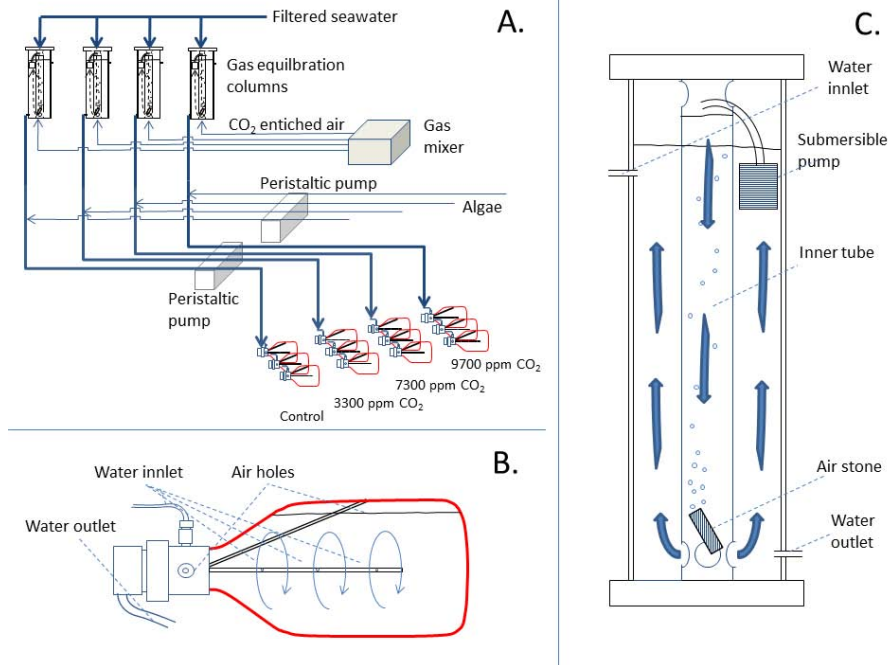 Filtered seawater
A.
Gas equilbration
columns
CO2 entiched air
Gas
mixer
Peristaltic pump
Algae
Peristaltic
pump
9700 ppm CO2
7300 ppm CO2
3300 ppm CO2
Control
B.
Water innlet
Air holes
Water outlet
C.
Water
innlet
Submersible
pump
Inner tube
Air stone
Water
outlet